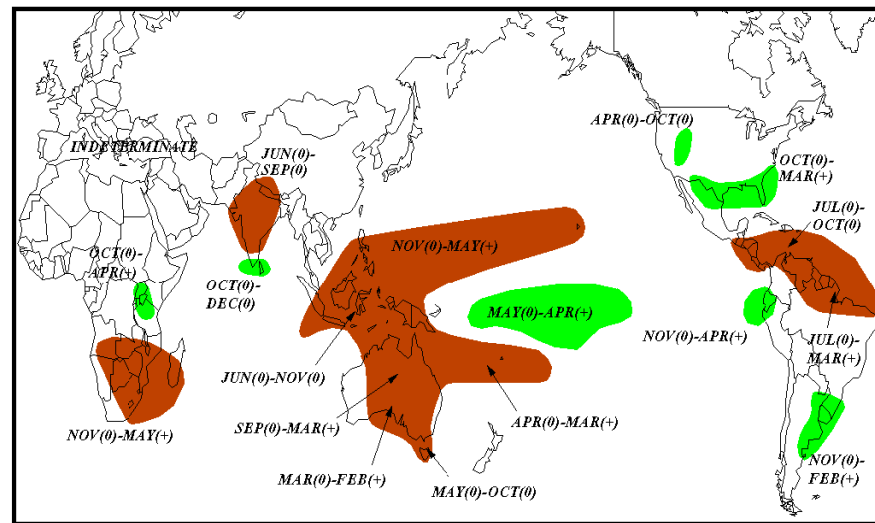 APR(0)-OCT(0)
INDETERMINATE
JUN(0)-
SEP(0)
OCT(0)-
MAR(+)
JUL(0)-
OCT(0)
OCT(0)-
APR(+)
NOV(0)-MAY(+)
OCT(0)-
DEC(0)
MAY(0)-APR(+)
NOV(0)-APR(+)
JUL(0)-
MAR(+)
JUN(0)-NOV(0)
SEP(0)-MAR(+)
APR(0)-MAR(+)
NOV(0)-MAY(+)
MAR(0)-FEB(+)
MAY(0)-OCT(0)
NOV(0)-
FEB(+)